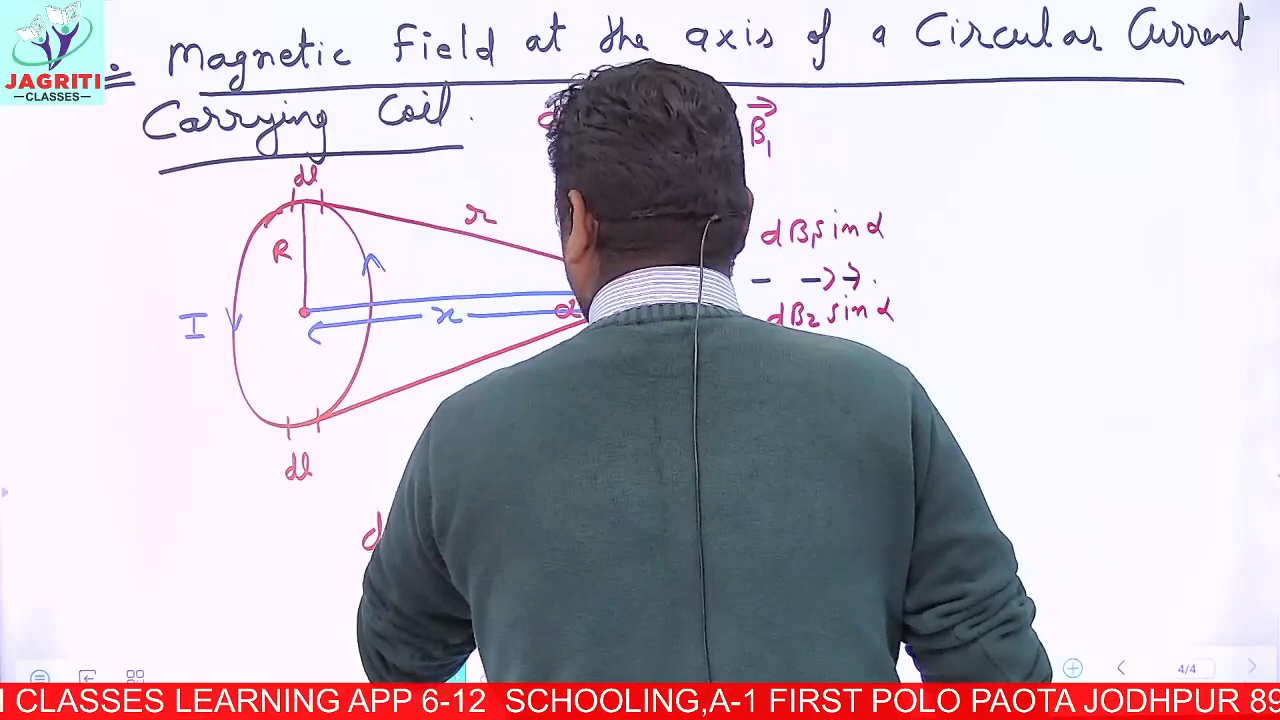 JAGRITI
CLASSES
Magnetic Field at the axis of a Circular Current
Carrying Coil.
B₁
dl
r
R
dB₁ sin α
I
x
α
dB₂ sin α
dl
d
4/4
CLASSES LEARNING APP 6-12 SCHOOLING,A-1 FIRST POLO PAOTA JODHPUR 89